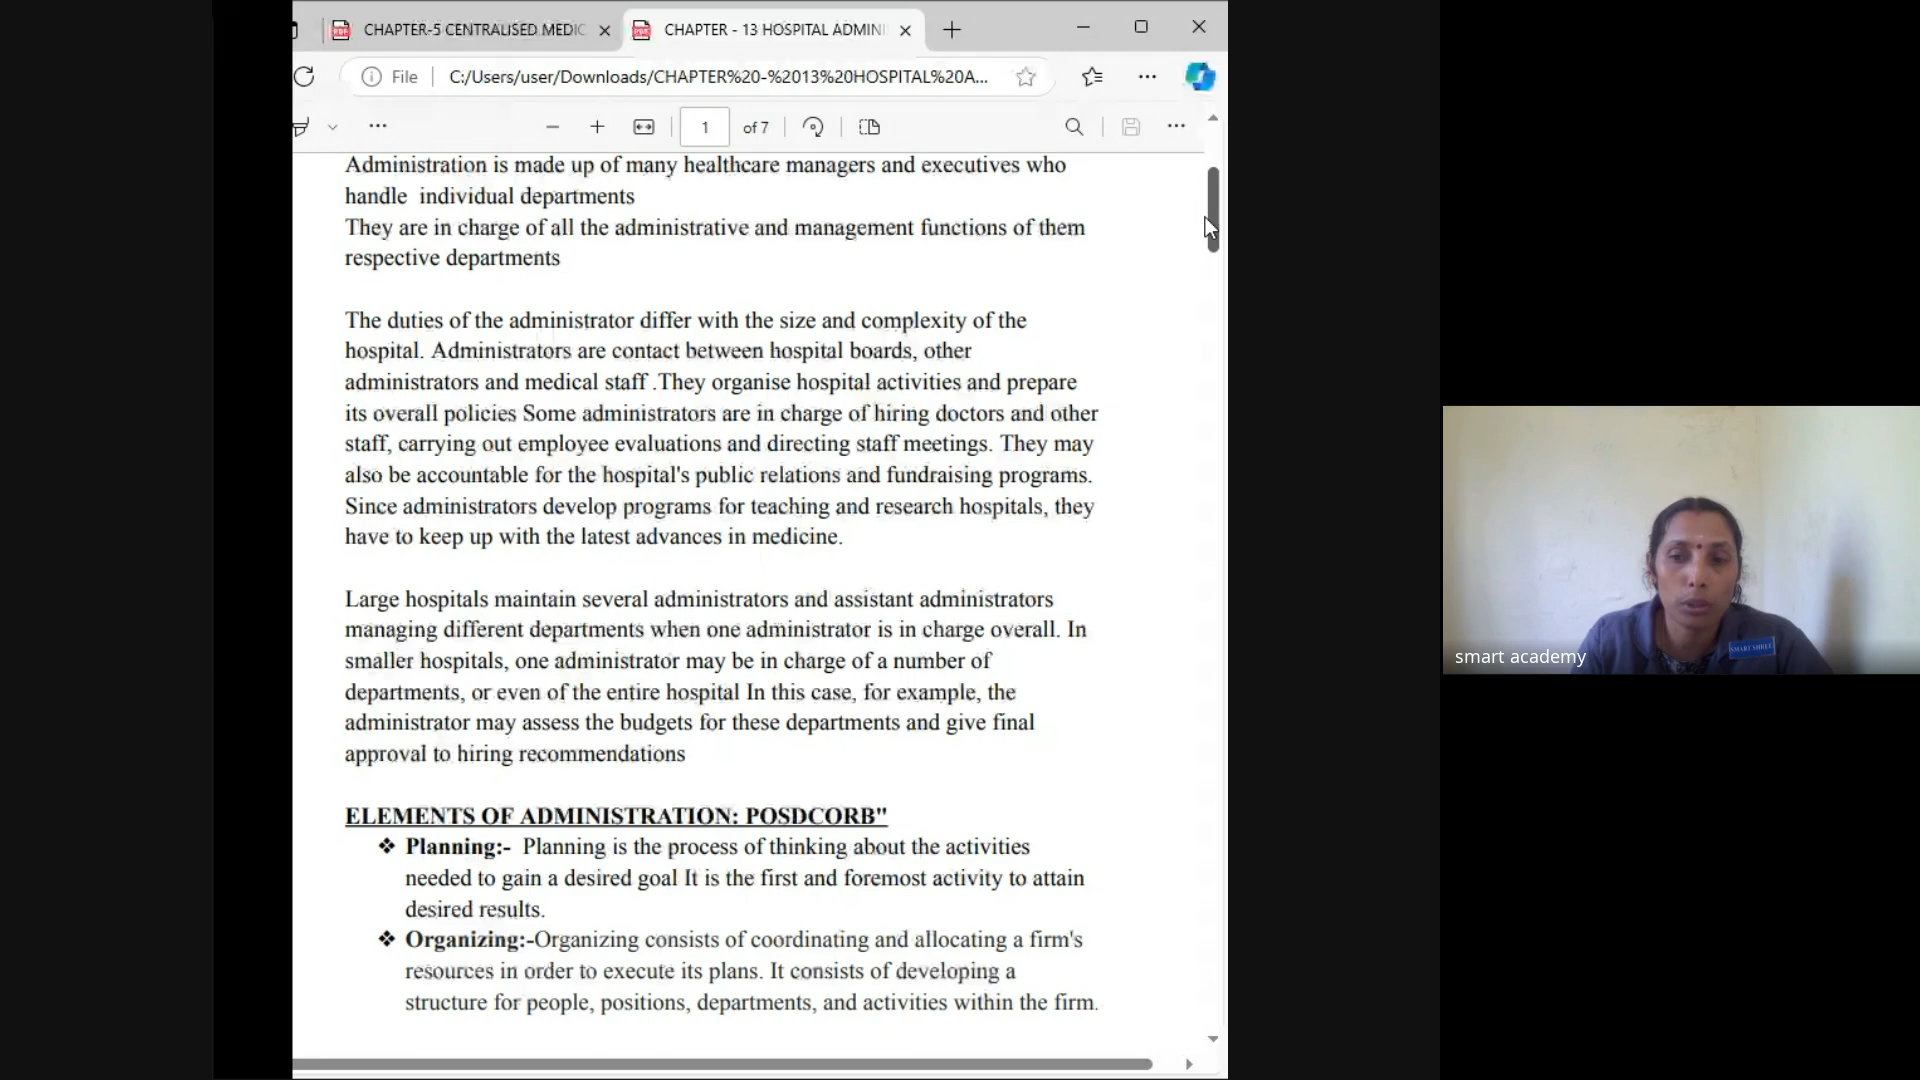 CHAPTER-5 CENTRALISED MEDIC
CHAPTER - 13 HOSPITAL ADMIN
File
C:/Users/user/Downloads/CHAPTER%20-%2013%20HOSPITAL%20A...
1 of 7
Administration is made up of many healthcare managers and executives who
handle individual departments
They are in charge of all the administrative and management functions of them
respective departments
The duties of the administrator differ with the size and complexity of the
hospital. Administrators are contact between hospital boards, other
administrators and medical staff .They organise hospital activities and prepare
its overall policies Some administrators are in charge of hiring doctors and other
staff, carrying out employee evaluations and directing staff meetings. They may
also be accountable for the hospital's public relations and fundraising programs.
Since administrators develop programs for teaching and research hospitals, they
have to keep up with the latest advances in medicine.
Large hospitals maintain several administrators and assistant administrators
managing different departments when one administrator is in charge overall. In
smaller hospitals, one administrator may be in charge of a number of
departments, or even of the entire hospital In this case, for example, the
administrator may assess the budgets for these departments and give final
approval to hiring recommendations
ELEMENTS OF ADMINISTRATION: POSDCORB"
❖ Planning:- Planning is the process of thinking about the activities
needed to gain a desired goal It is the first and foremost activity to attain
desired results.
❖ Organizing:-Organizing consists of coordinating and allocating a firm's
resources in order to execute its plans. It consists of developing a
structure for people, positions, departments, and activities within the firm.
SMART SHREE
smart academy